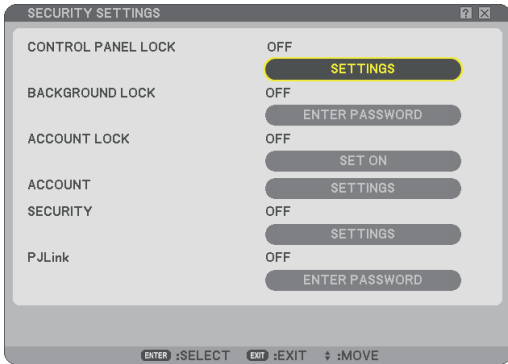 SECURITY SETTINGS
CONTROL PANEL LOCK OFF
SETTINGS
BACKGROUND LOCK OFF
ENTER PASSWORD
ACCOUNT LOCK OFF
SET ON
ACCOUNT SETTINGS
SECURITY OFF
SETTINGS
PJLink OFF
ENTER PASSWORD
ENTER :SELECT EXIT :EXIT :MOVE